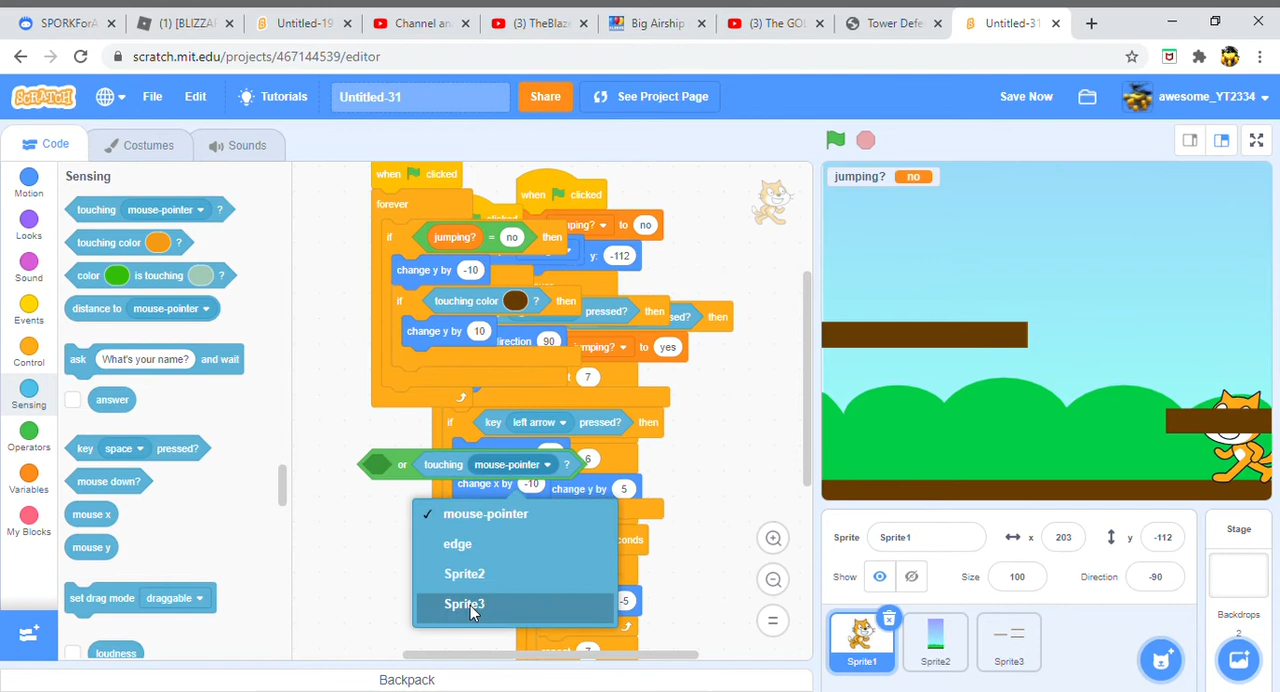 SPORKForA
(1) [BLIZZAF
Untitled-19
Channel an
(3) TheBlaz
Big Airship
(3) The GOL
Tower Defe
Untitled-31
scratch.mit.edu/projects/467144539/editor
SCRATCH File Edit Tutorials Untitled-31 Share See Project Page Save Now awesome_YT2334
Code Costumes Sounds
Motion
Looks
Sound
Events
Control
Sensing
Operators
Variables
My Blocks
Sensing
touching mouse-pointer ?
touching color ?
color is touching ?
distance to mouse-pointer
ask What's your name? and wait
answer
key space pressed?
mouse down?
mouse x
mouse y
set drag mode draggable
loudness
when clicked
forever
if jumping? = no then
change y by -10
if touching color ? then
change y by 10
when clicked
clicked
jumping? to no
y: -112
pressed? then
sed? then
direction 90
jumping? to yes
7
if key left arrow pressed? then
6
or touching mouse-pointer ?
change x by -10
change y by 5
mouse-pointer
edge
Sprite2
Sprite3
-5
7
Backpack
jumping? no
Sprite Sprite1 x 203 y -112
Show Size 100 Direction -90
Sprite1
Sprite2
Sprite3
Stage
Backdrops
2